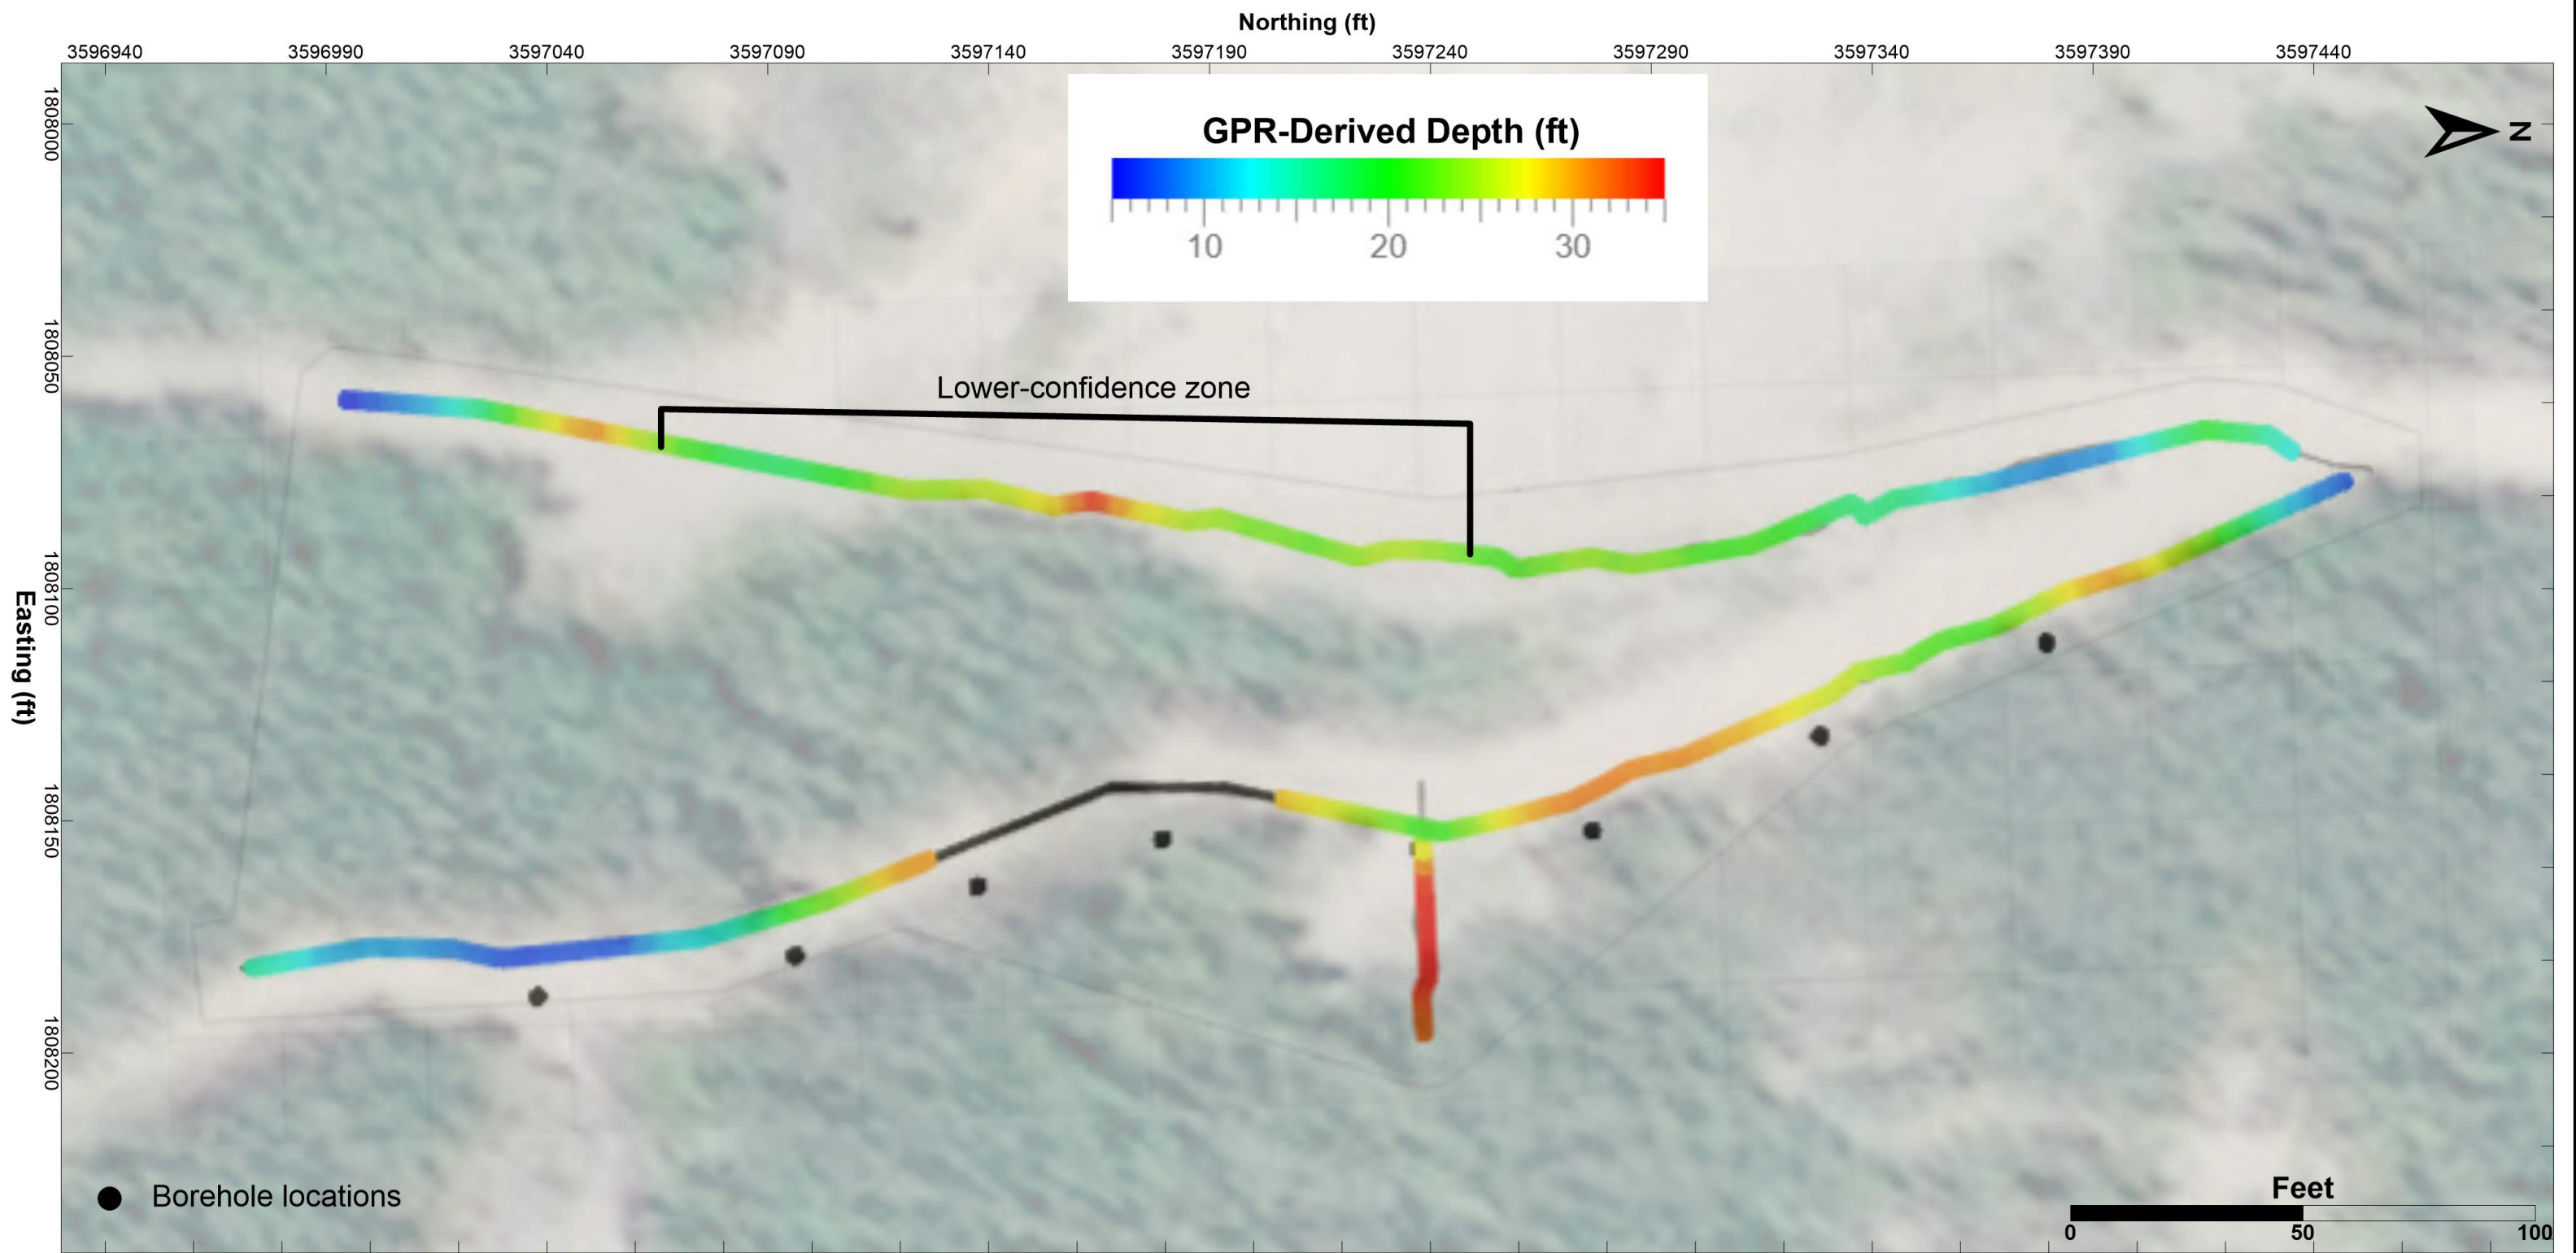 Northing (ft)
3596940 3596990 3597040 3597090 3597140 3597190 3597240 3597290 3597340 3597390 3597440
GPR-Derived Depth (ft)
10 20 30
N
Lower-confidence zone
Easting (ft)
1808000
1808050
1808100
1808150
1808200
Borehole locations
Feet
0 50 100